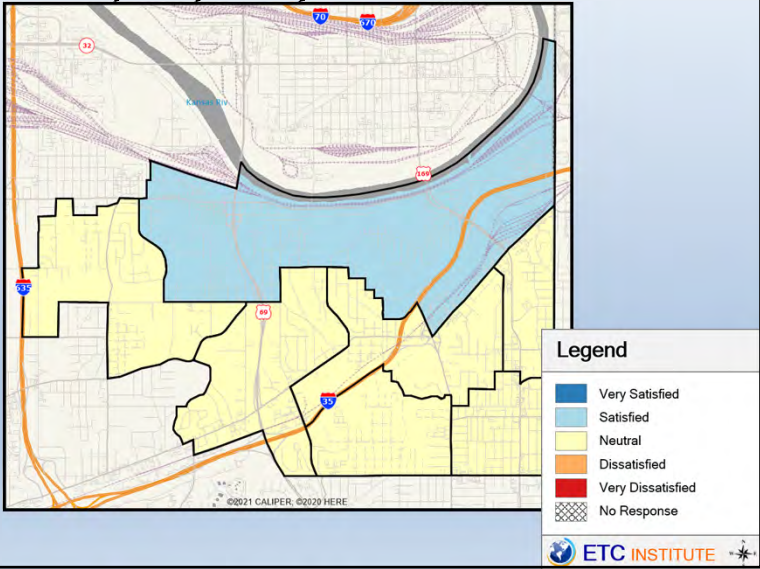 70
670
32
Kansas Riv
169
635
69
35
Legend
Very Satisfied
Satisfied
Neutral
Dissatisfied
Very Dissatisfied
No Response
©2021 CALIPER; ©2020 HERE
ETC INSTITUTE